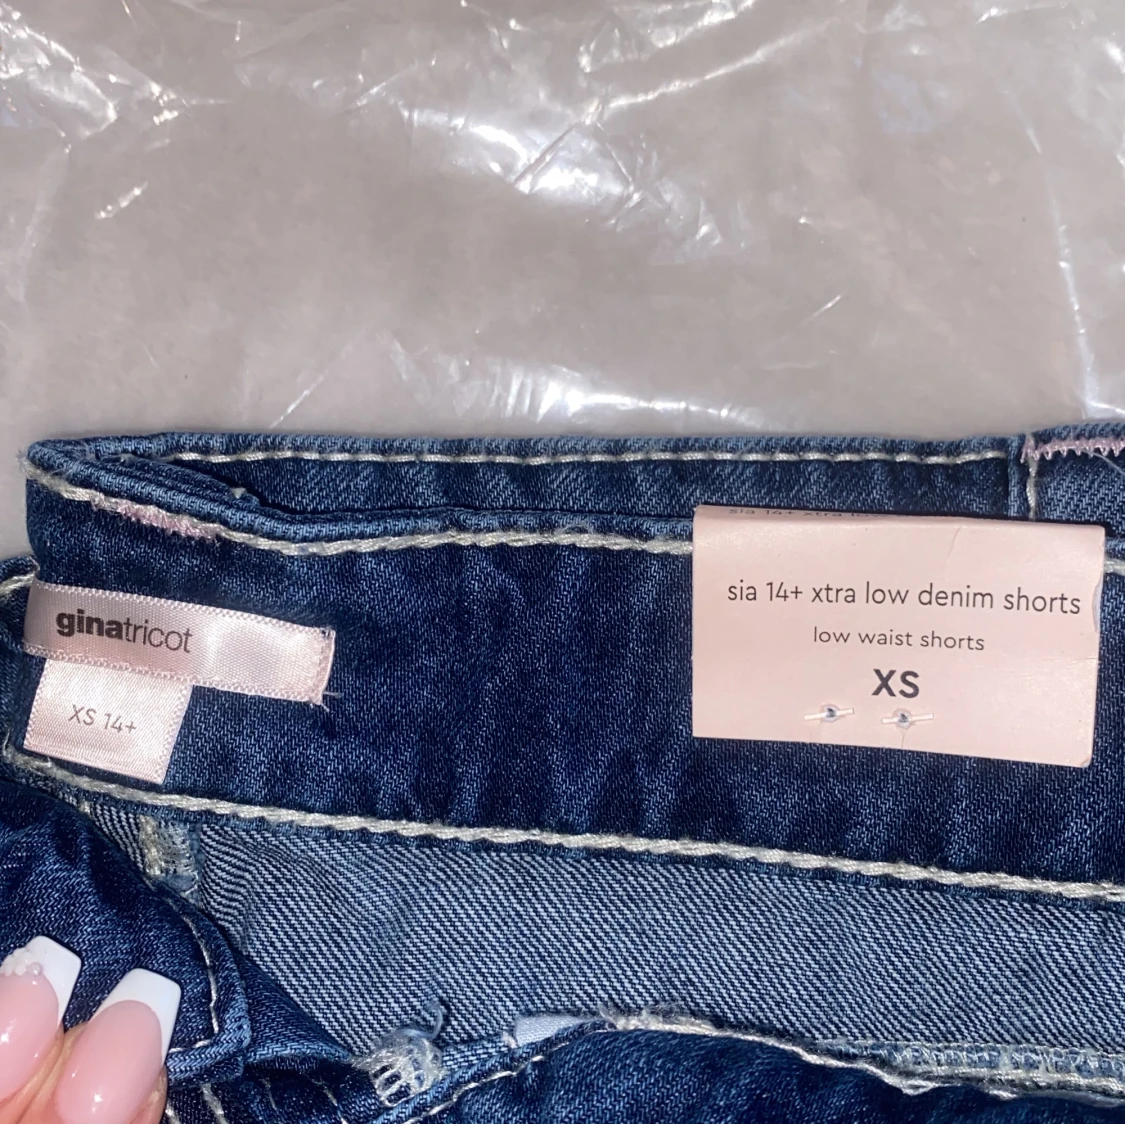 ginatricot
XS 14+
sia 14+ xtra low denim shorts
low waist shorts
XS